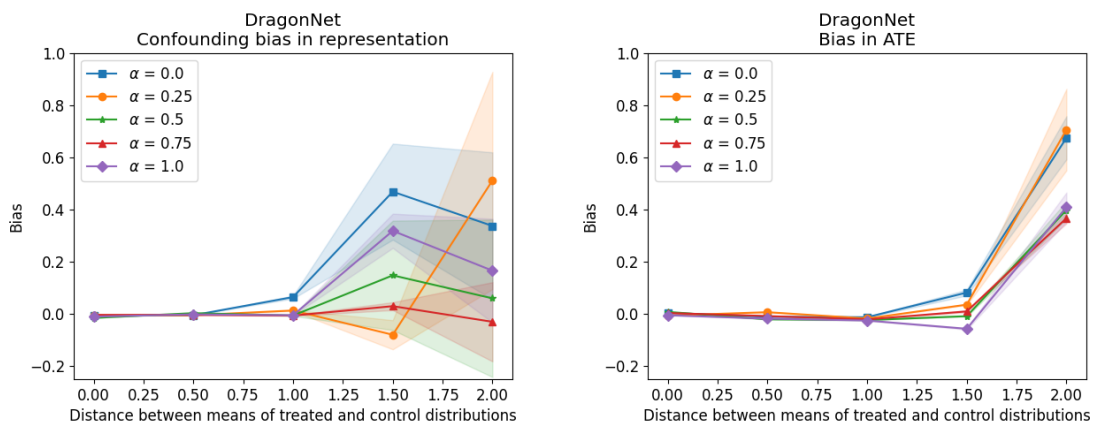 DragonNet
Confounding bias in representation
1.0
0.8
0.6
0.4
0.2
0.0
−0.2
Bias
α = 0.0
α = 0.25
α = 0.5
α = 0.75
α = 1.0
0.00 0.25 0.50 0.75 1.00 1.25 1.50 1.75 2.00
Distance between means of treated and control distributions
DragonNet
Bias in ATE
1.0
0.8
0.6
0.4
0.2
0.0
−0.2
Bias
α = 0.0
α = 0.25
α = 0.5
α = 0.75
α = 1.0
0.00 0.25 0.50 0.75 1.00 1.25 1.50 1.75 2.00
Distance between means of treated and control distributions